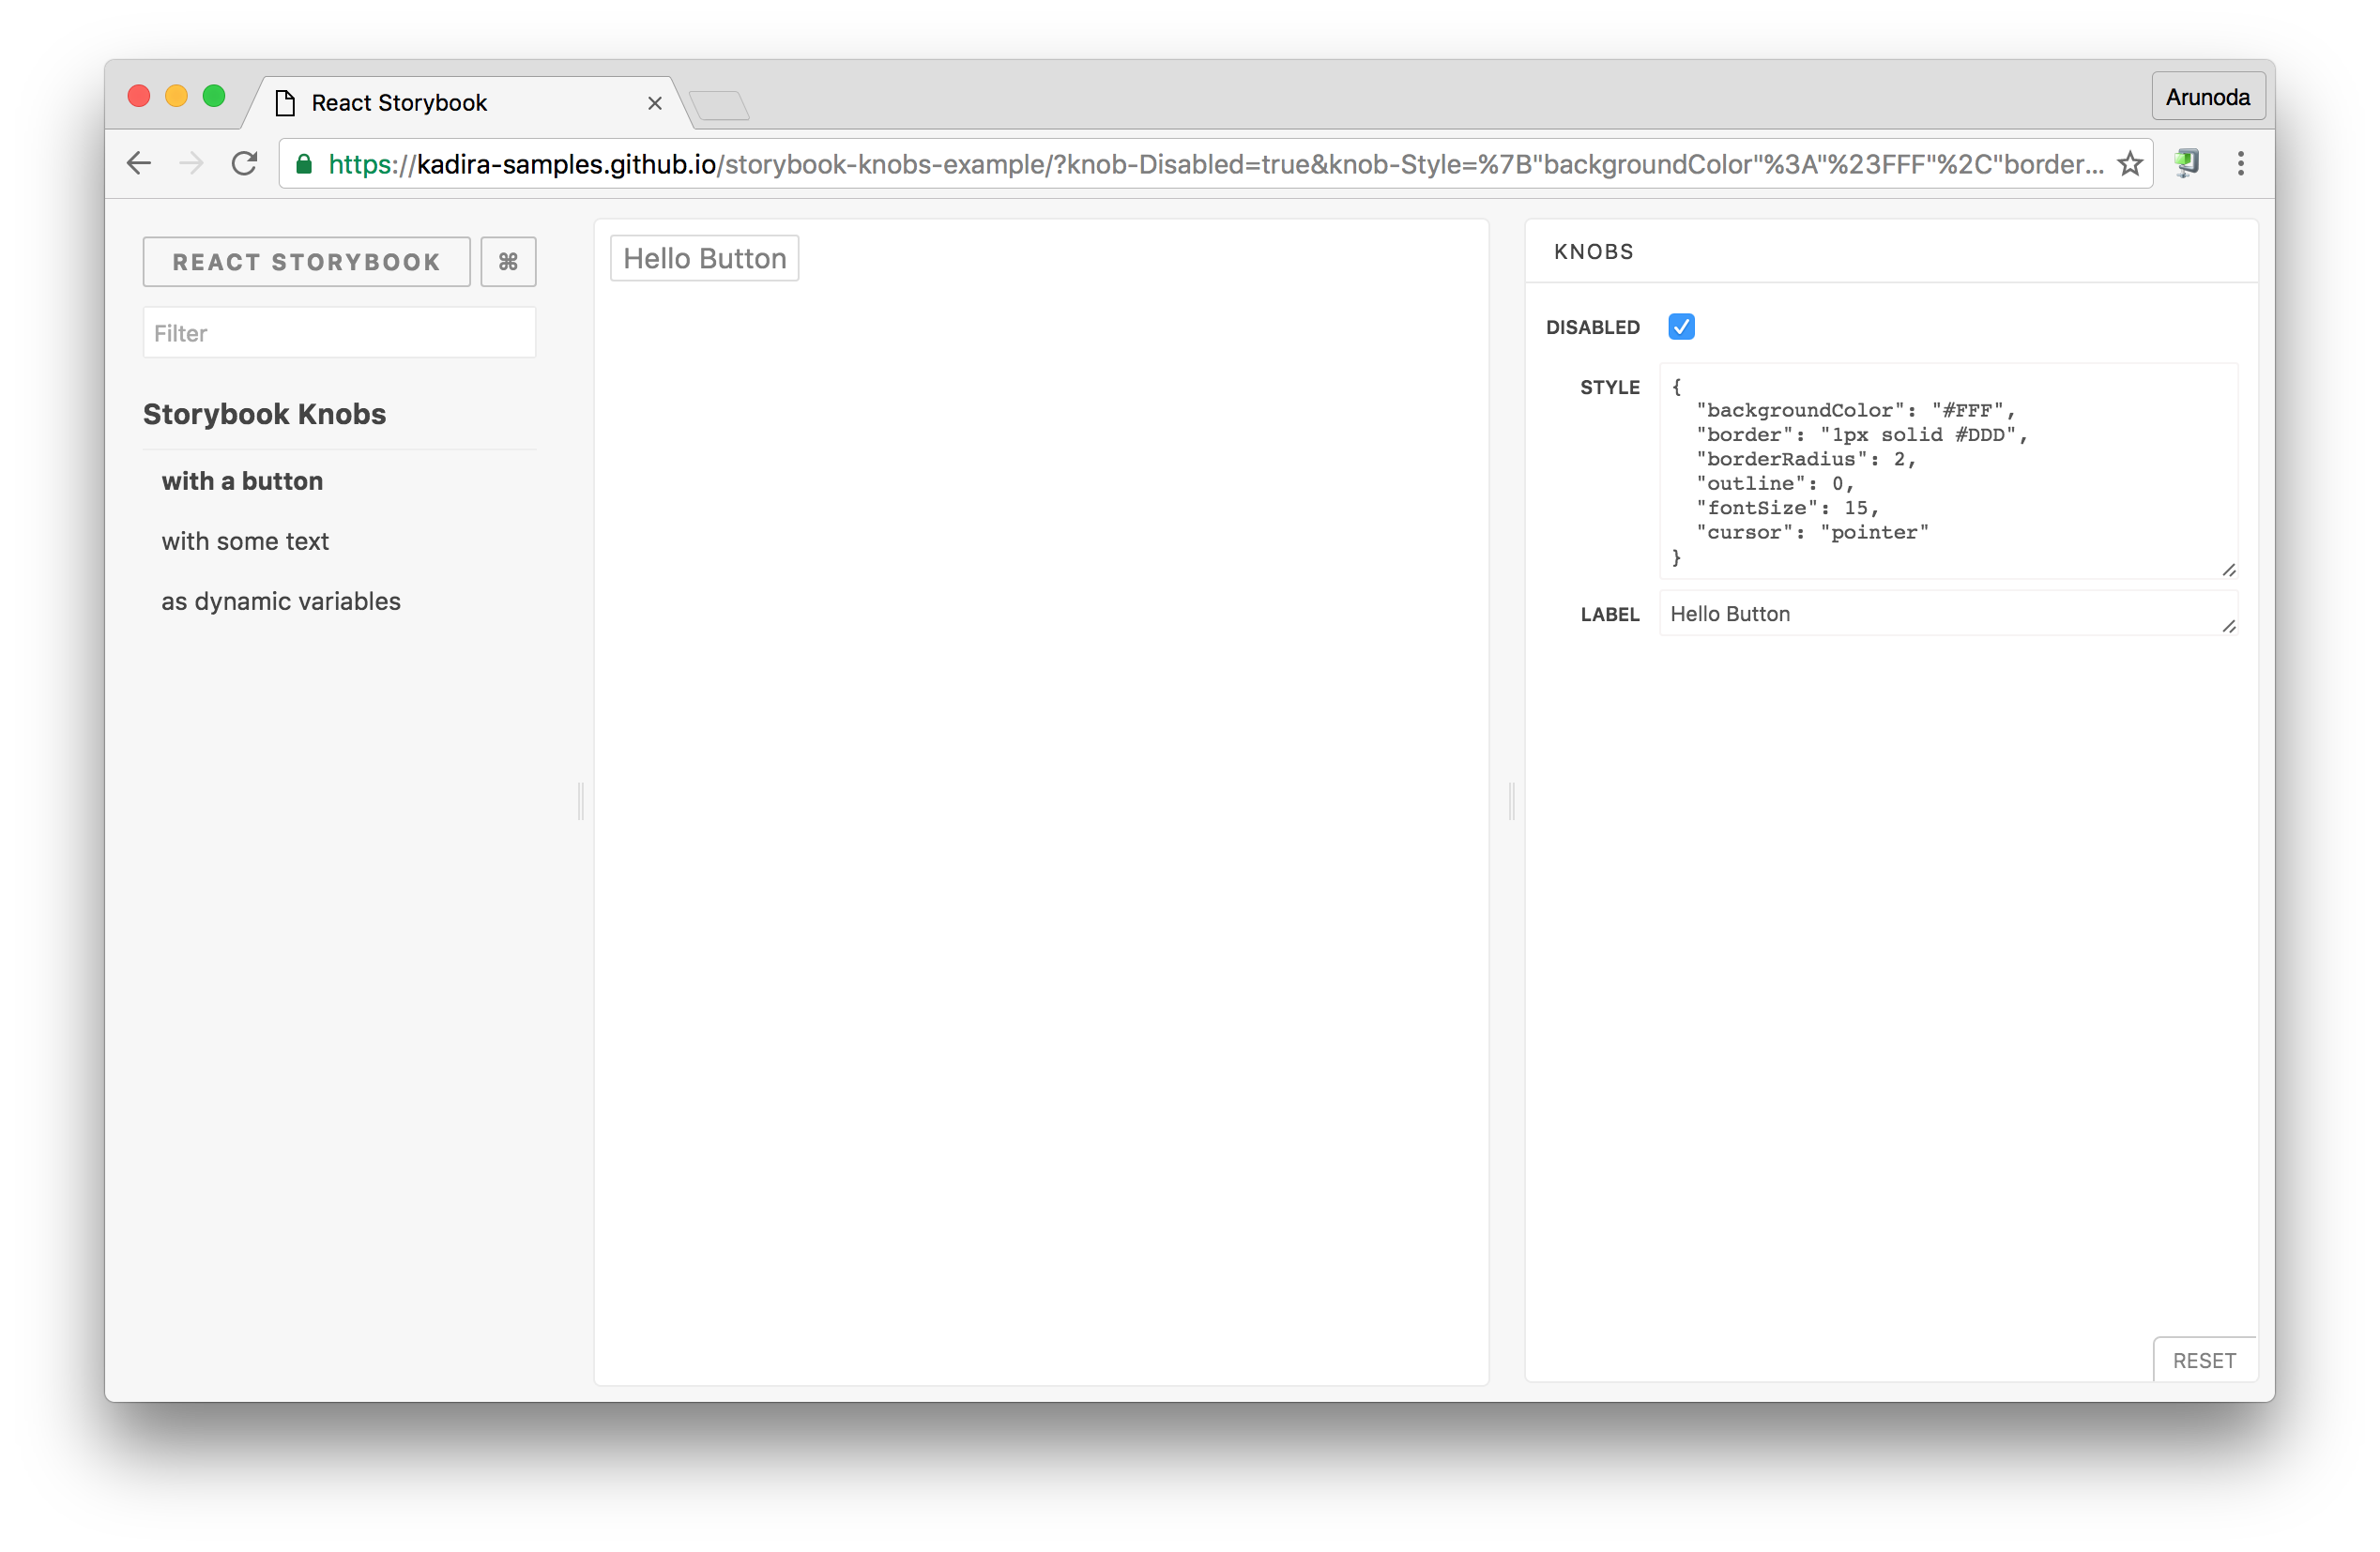 React Storybook
Arunoda
https://kadira-samples.github.io/storybook-knobs-example/?knob-Disabled=true&knob-Style=%7B"backgroundColor"%3A"%23FFF"%2C"border...
REACT STORYBOOK ⌘
Filter
Storybook Knobs
with a button
with some text
as dynamic variables
Hello Button
KNOBS
DISABLED
STYLE
{
  "backgroundColor": "#FFF",
  "border": "1px solid #DDD",
  "borderRadius": 2,
  "outline": 0,
  "fontSize": 15,
  "cursor": "pointer"
}
LABEL Hello Button
RESET